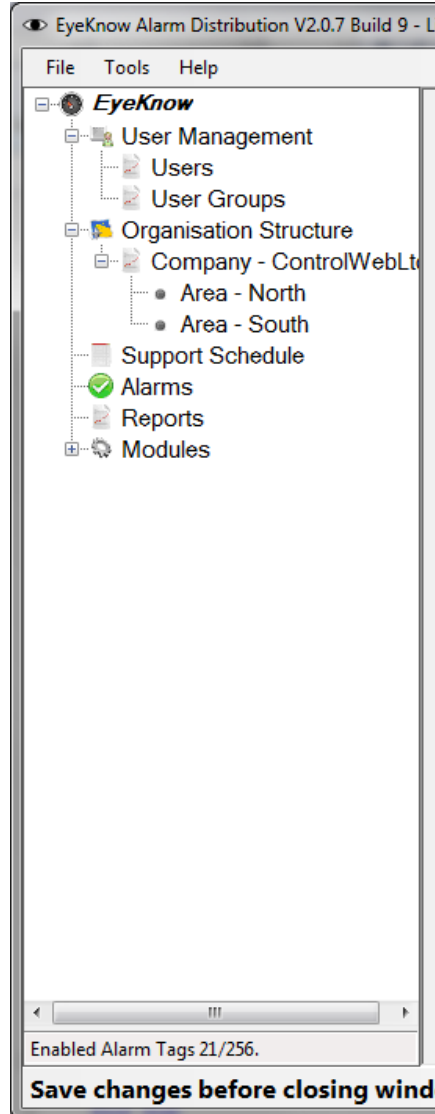 EyeKnow Alarm Distribution V2.0.7 Build 9 - L
File Tools Help
EyeKnow
User Management
Users
User Groups
Organisation Structure
Company - ControlWebLt
Area - North
Area - South
Support Schedule
Alarms
Reports
Modules
Enabled Alarm Tags 21/256.
Save changes before closing wind